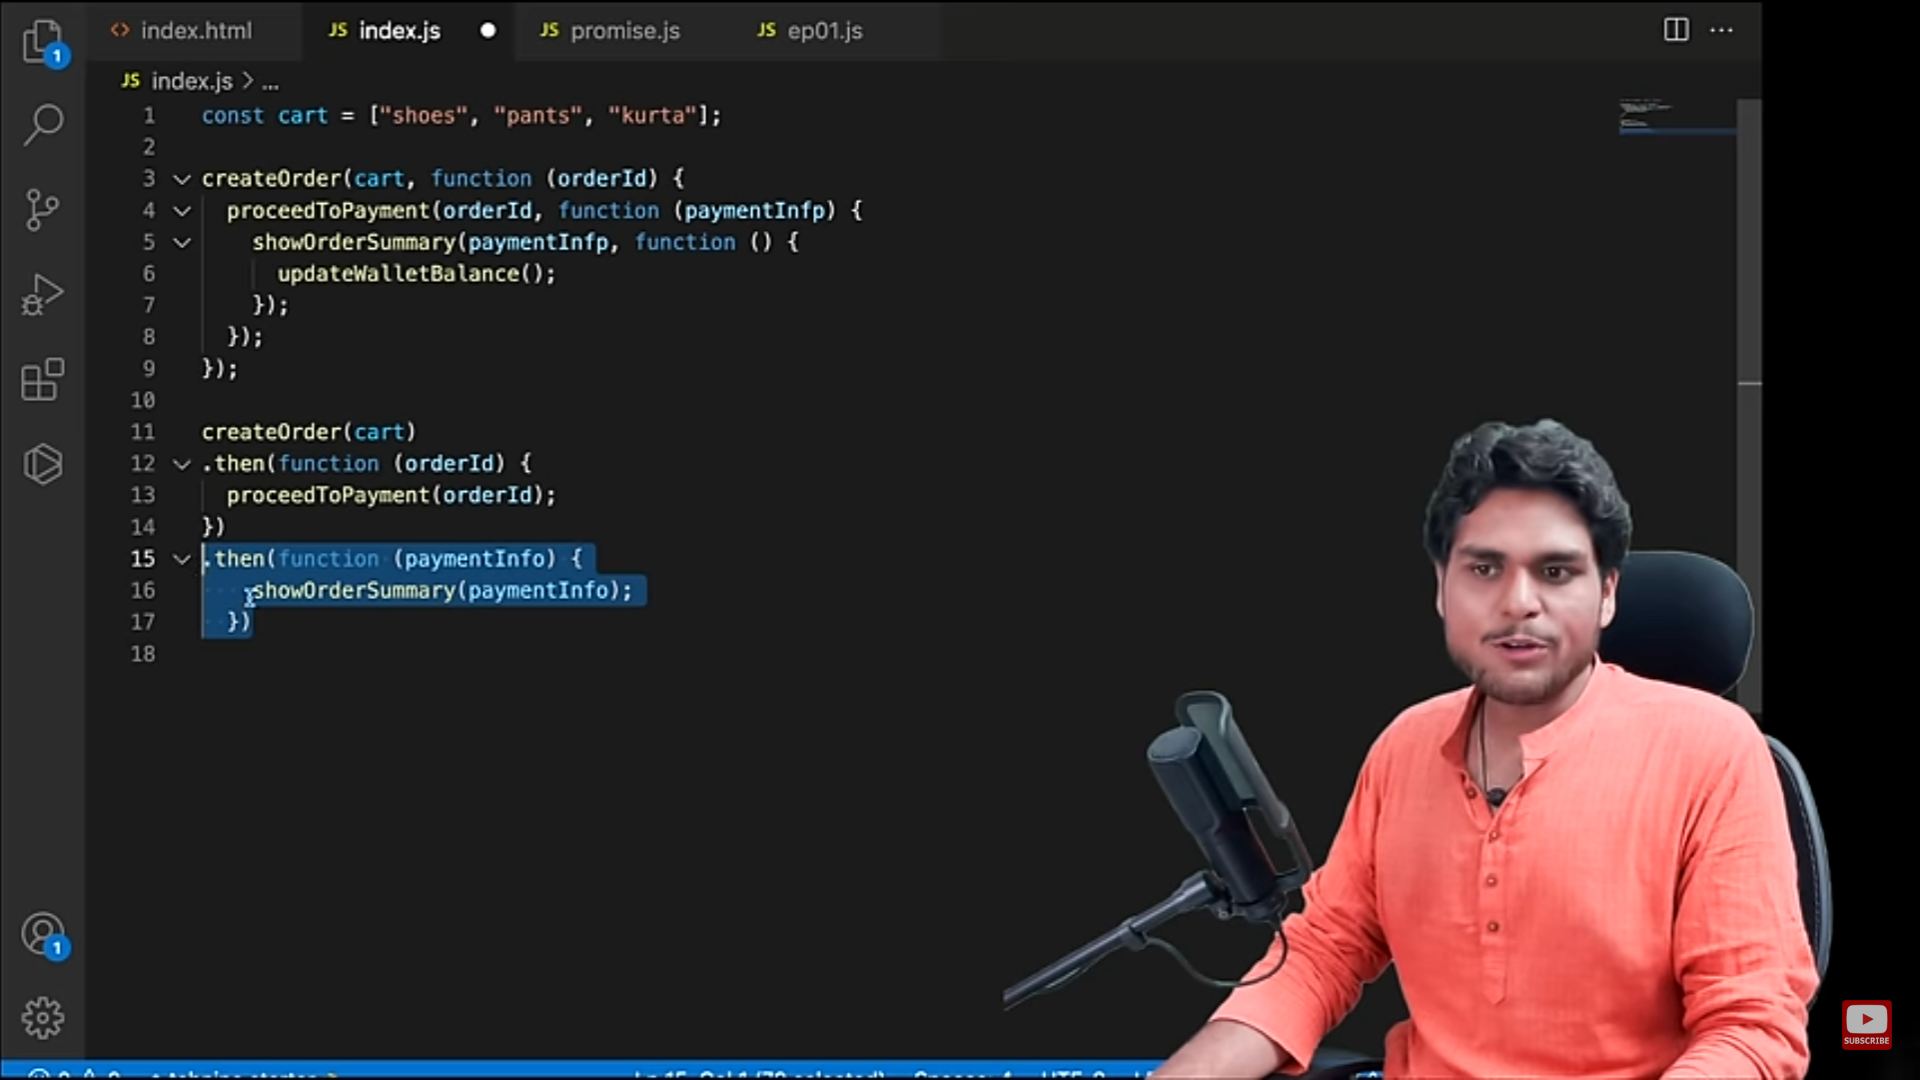 index.html
JS index.js
JS promise.js
JS ep01.js
JS index.js > ...
1 const cart = ["shoes", "pants", "kurta"];
2
3 createOrder(cart, function (orderId) {
4 proceedToPayment(orderId, function (paymentInfp) {
5 showOrderSummary(paymentInfp, function () {
6 updateWalletBalance();
7 });
8 });
9 });
10
11 createOrder(cart)
12 .then(function (orderId) {
13 proceedToPayment(orderId);
14 })
15 .then(function (paymentInfo) {
16 showOrderSummary(paymentInfo);
17 })
18
1
1
SUBSCRIBE